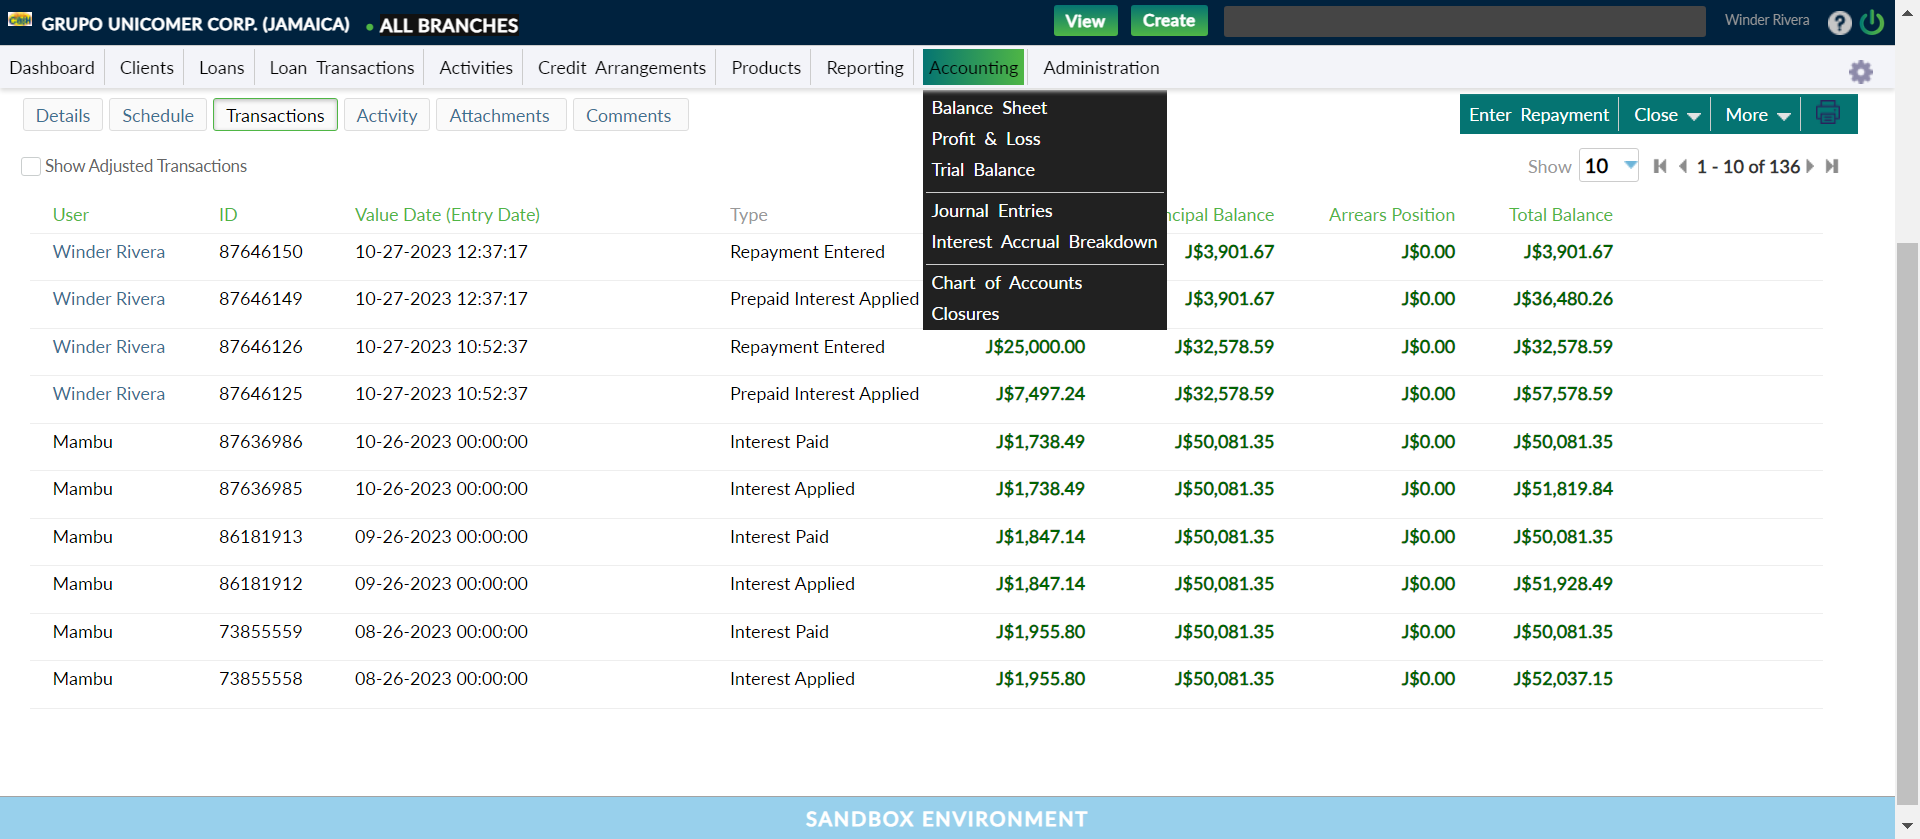 GRUPO UNICOMER CORP. (JAMAICA) • ALL BRANCHES View Create Winder Rivera ?
Dashboard Clients Loans Loan Transactions Activities Credit Arrangements Products Reporting Accounting Administration
Balance Sheet
Profit & Loss
Trial Balance
Journal Entries
Interest Accrual Breakdown
Chart of Accounts
Closures
Details Schedule Transactions Activity Attachments Comments Enter Repayment Close More
Show Adjusted Transactions Show 10 1 - 10 of 136
User ID Value Date (Entry Date) Type Balance Arrears Position Total Balance
Winder Rivera 87646150 10-27-2023 12:37:17 Repayment Entered J$3,901.67 J$0.00 J$3,901.67
Winder Rivera 87646149 10-27-2023 12:37:17 Prepaid Interest Applied J$3,901.67 J$0.00 J$36,480.26
Winder Rivera 87646126 10-27-2023 10:52:37 Repayment Entered J$25,000.00 J$32,578.59 J$0.00 J$32,578.59
Winder Rivera 87646125 10-27-2023 10:52:37 Prepaid Interest Applied J$7,497.24 J$32,578.59 J$0.00 J$57,578.59
Mambu 87636986 10-26-2023 00:00:00 Interest Paid J$1,738.49 J$50,081.35 J$0.00 J$50,081.35
Mambu 87636985 10-26-2023 00:00:00 Interest Applied J$1,738.49 J$50,081.35 J$0.00 J$51,819.84
Mambu 86181913 09-26-2023 00:00:00 Interest Paid J$1,847.14 J$50,081.35 J$0.00 J$50,081.35
Mambu 86181912 09-26-2023 00:00:00 Interest Applied J$1,847.14 J$50,081.35 J$0.00 J$51,928.49
Mambu 73855559 08-26-2023 00:00:00 Interest Paid J$1,955.80 J$50,081.35 J$0.00 J$50,081.35
Mambu 73855558 08-26-2023 00:00:00 Interest Applied J$1,955.80 J$50,081.35 J$0.00 J$52,037.15
SANDBOX ENVIRONMENT